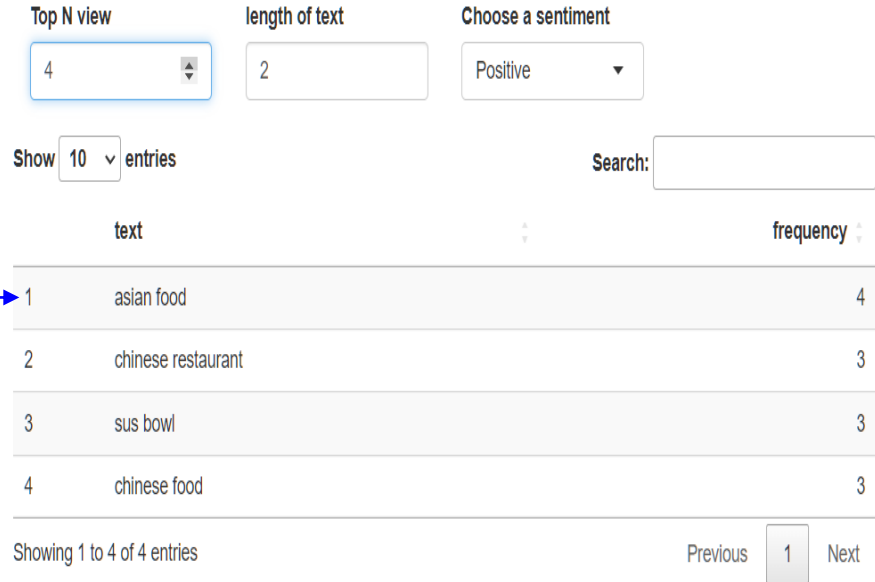 Top N view length of text Choose a sentiment
4 2 Positive
Show 10 entries Search:
text frequency
1 asian food 4
2 chinese restaurant 3
3 sus bowl 3
4 chinese food 3
Showing 1 to 4 of 4 entries Previous 1 Next